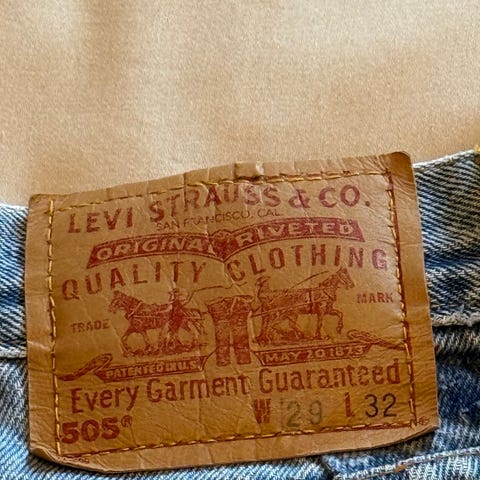 LEVI STRAUSS & CO.
SAN FRANCISCO, CAL.
ORIGINAL RIVETED
QUALITY CLOTHING
TRADE MARK
PATENTED IN U.S. MAY 20 1873
Every Garment Guaranteed
505® W 29 L 32